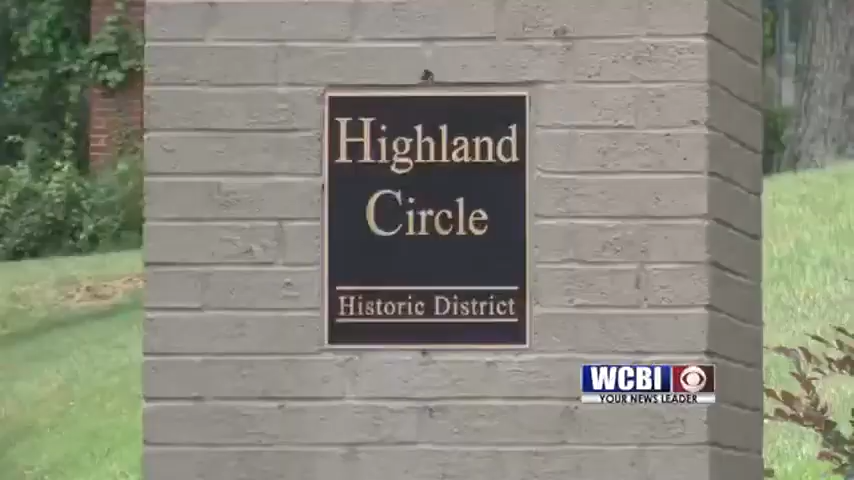 Highland
Circle
Historic District
WCBI
YOUR NEWS LEADER